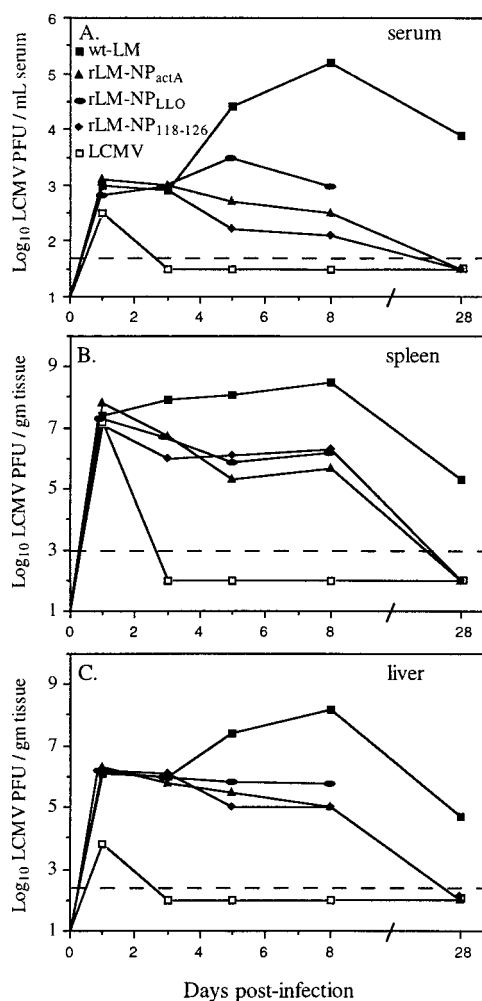 A.
serum
wt-LM
rLM-NPactA
rLM-NPLLO
rLM-NP118-126
LCMV
Log10 LCMV PFU / mL serum
6
5
4
3
2
1
0 2 4 6 8 28
B.
spleen
Log10 LCMV PFU / gm tissue
9
7
5
3
1
0 2 4 6 8 28
C.
liver
Log10 LCMV PFU / gm tissue
9
7
5
3
1
0 2 4 6 8 28
Days post-infection